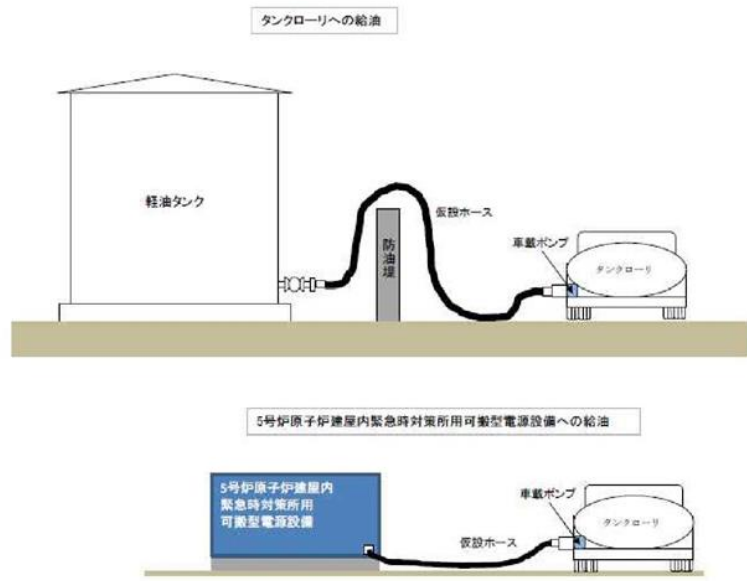 タンクローリへの給油
軽油タンク
防油堤
仮設ホース
車載ポンプ
タンクローリ
5号炉原子炉建屋内緊急時対策所用可搬型電源設備への給油
5号炉原子炉建屋内
緊急時対策所用
可搬型電源設備
仮設ホース
車載ポンプ
タンクローリ